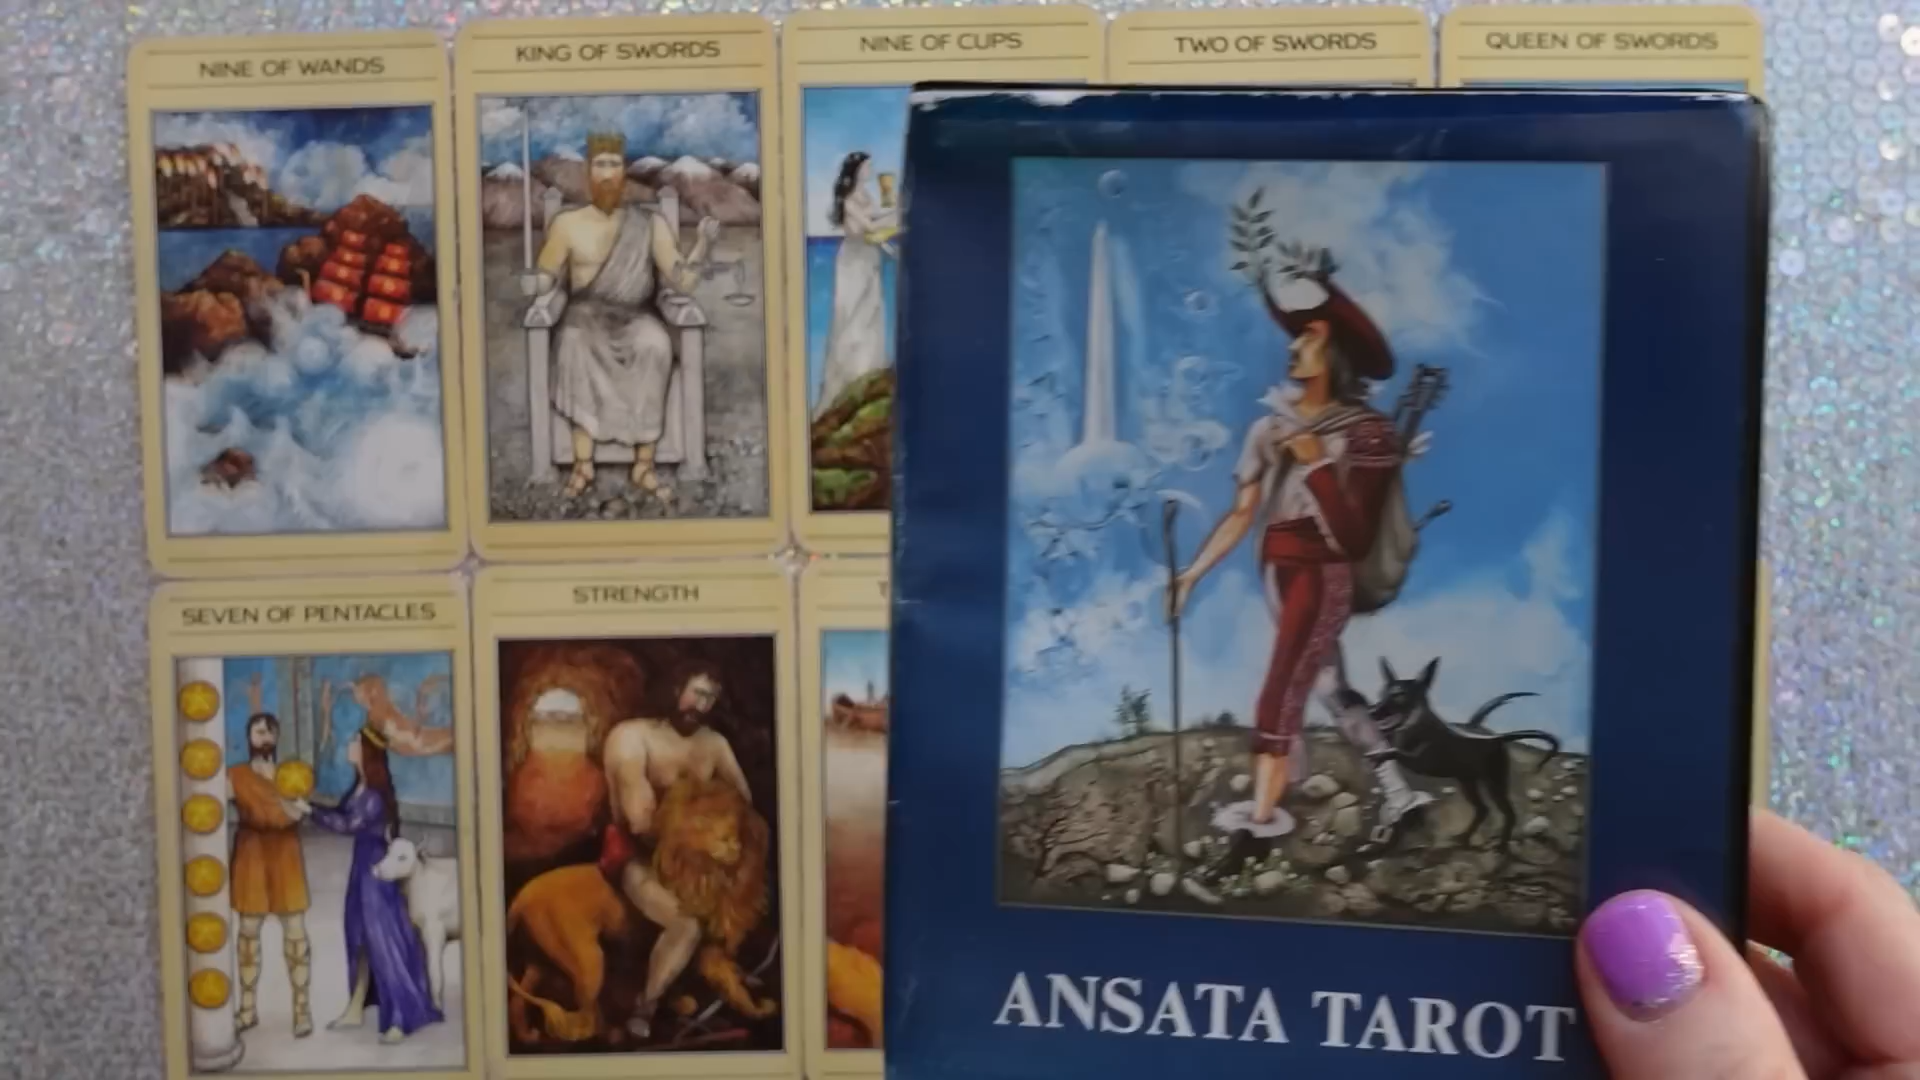 NINE OF WANDS
KING OF SWORDS
NINE OF CUPS
TWO OF SWORDS
QUEEN OF SWORDS
SEVEN OF PENTACLES
STRENGTH
T
ANSATA TAROT